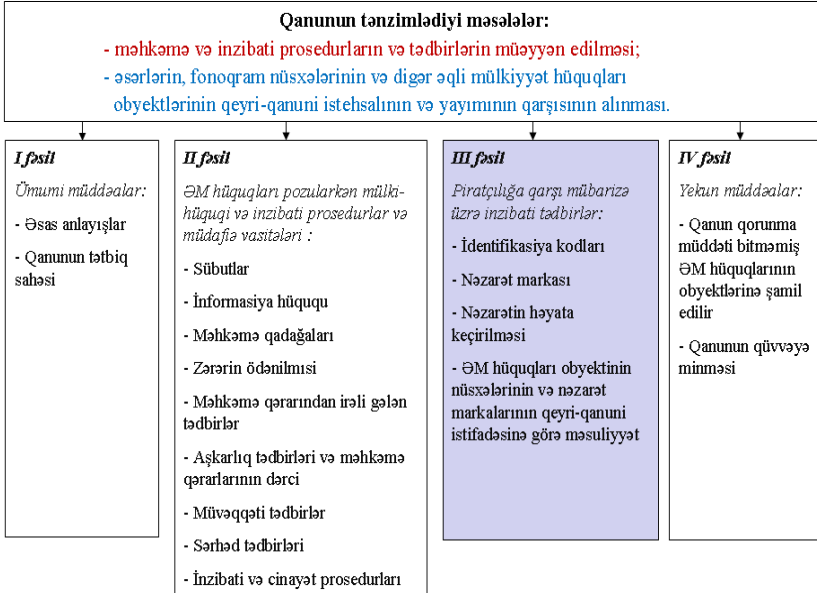 Qanunun tənzimlədiyi məsələlər:
- məhkəmə və inzibati prosedurların və tədbirlərin müəyyən edilməsi;
- əsərlərin, fonoqram nüsxələrinin və digər əqli mülkiyyət hüquqları
obyektlərinin qeyri-qanuni istehsalının və yayımının qarşısının alınması.
I fəsil
Ümumi müddəalar:
- Əsas anlayışlar
- Qanunun tətbiq
sahəsi
II fəsil
ƏM hüquqları pozularkən mülki-
hüquqi və inzibati prosedurlar və
müdafiə vasitələri :
- Sübutlar
- İnformasiya hüququ
- Məhkəmə qadağaları
- Zərərin ödənilmısi
- Məhkəmə qərarından irəli gələn
tədbirlər
- Aşkarlıq tədbirləri və məhkəmə
qərarlarının dərci
- Müvəqqəti tədbirlər
- Sərhəd tədbirləri
- İnzibati və cinayət prosedurları
III fəsil
Piratçılığa qarşı mübarizə
üzrə inzibati tədbirlər:
- İdentifikasiya kodları
- Nəzarət markası
- Nəzarətin həyata
keçirilməsi
- ƏM hüquqları obyektinin
nüsxələrinin və nəzarət
markalarının qeyri-qanuni
istifadəsinə görə məsuliyyət
IV fəsil
Yekun müddəalar:
- Qanun qorunma
müddəti bitməmiş
ƏM hüquqlarının
obyektlərinə şamil
edilir
- Qanunun qüvvəyə
minməsi